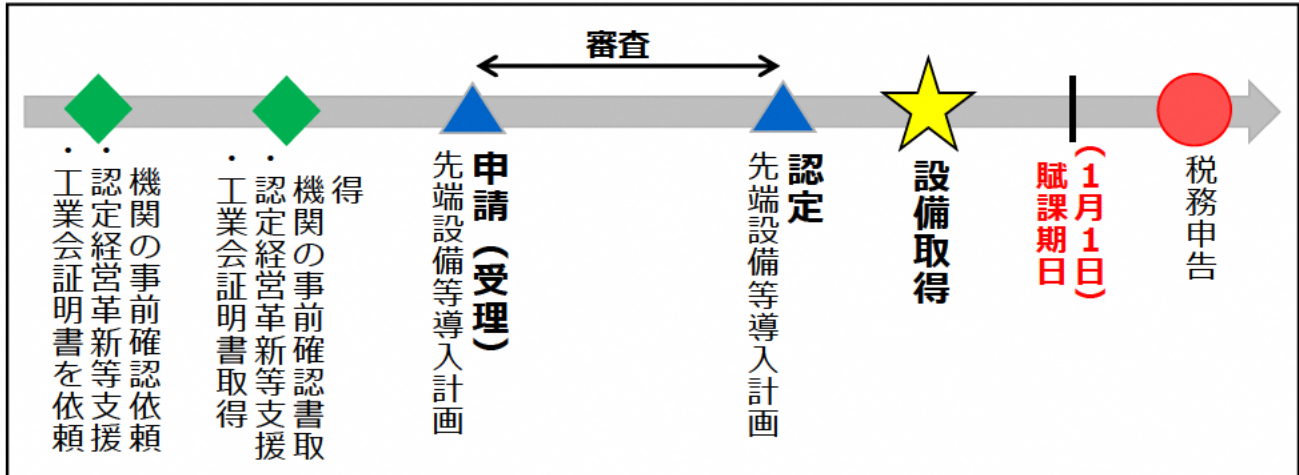 審査
・工業会証明書を依頼
・認定経営革新等支援
機関の事前確認依頼
・工業会証明書取得
・認定経営革新等支援
機関の事前確認書取
得
先端設備等導入計画
申請（受理）
先端設備等導入計画
認定
設備取得
賦課期日
（1月1日）
税務申告